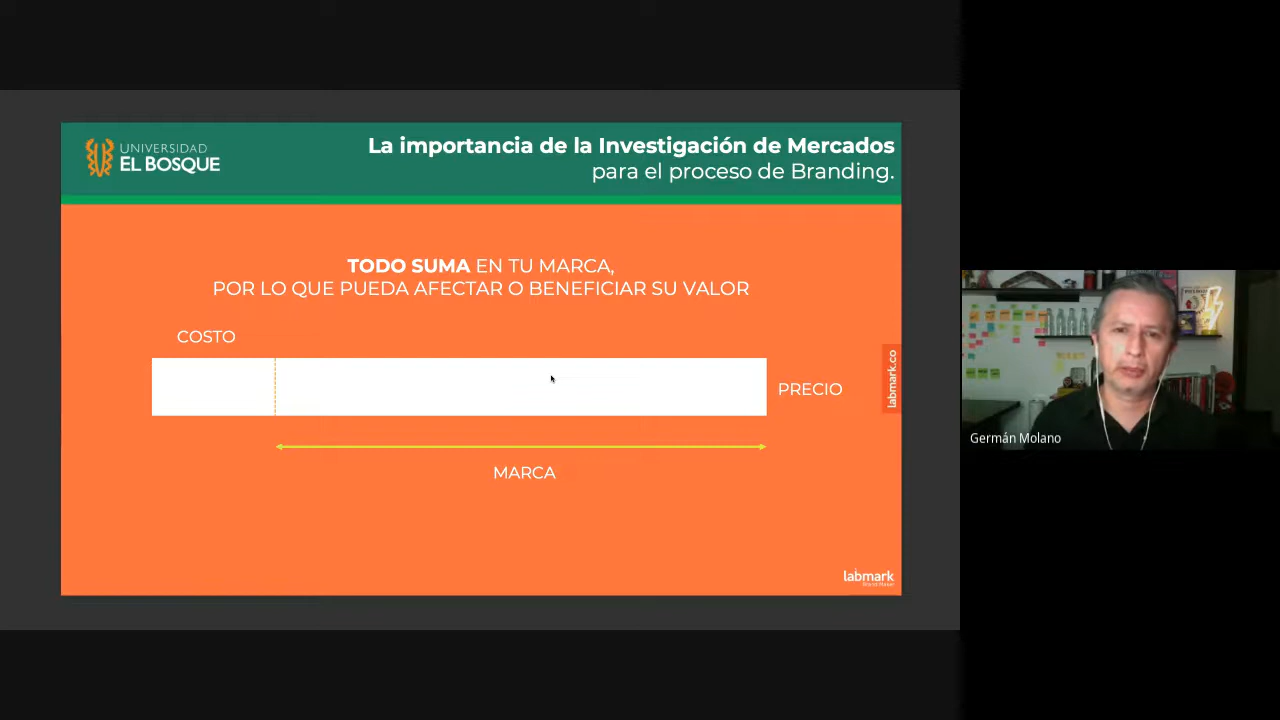 UNIVERSIDAD
EL BOSQUE
La importancia de la Investigación de Mercados
para el proceso de Branding.
TODO SUMA EN TU MARCA,
POR LO QUE PUEDA AFECTAR O BENEFICIAR SU VALOR
COSTO
PRECIO
labmark.co
MARCA
labmark
Germán Molano